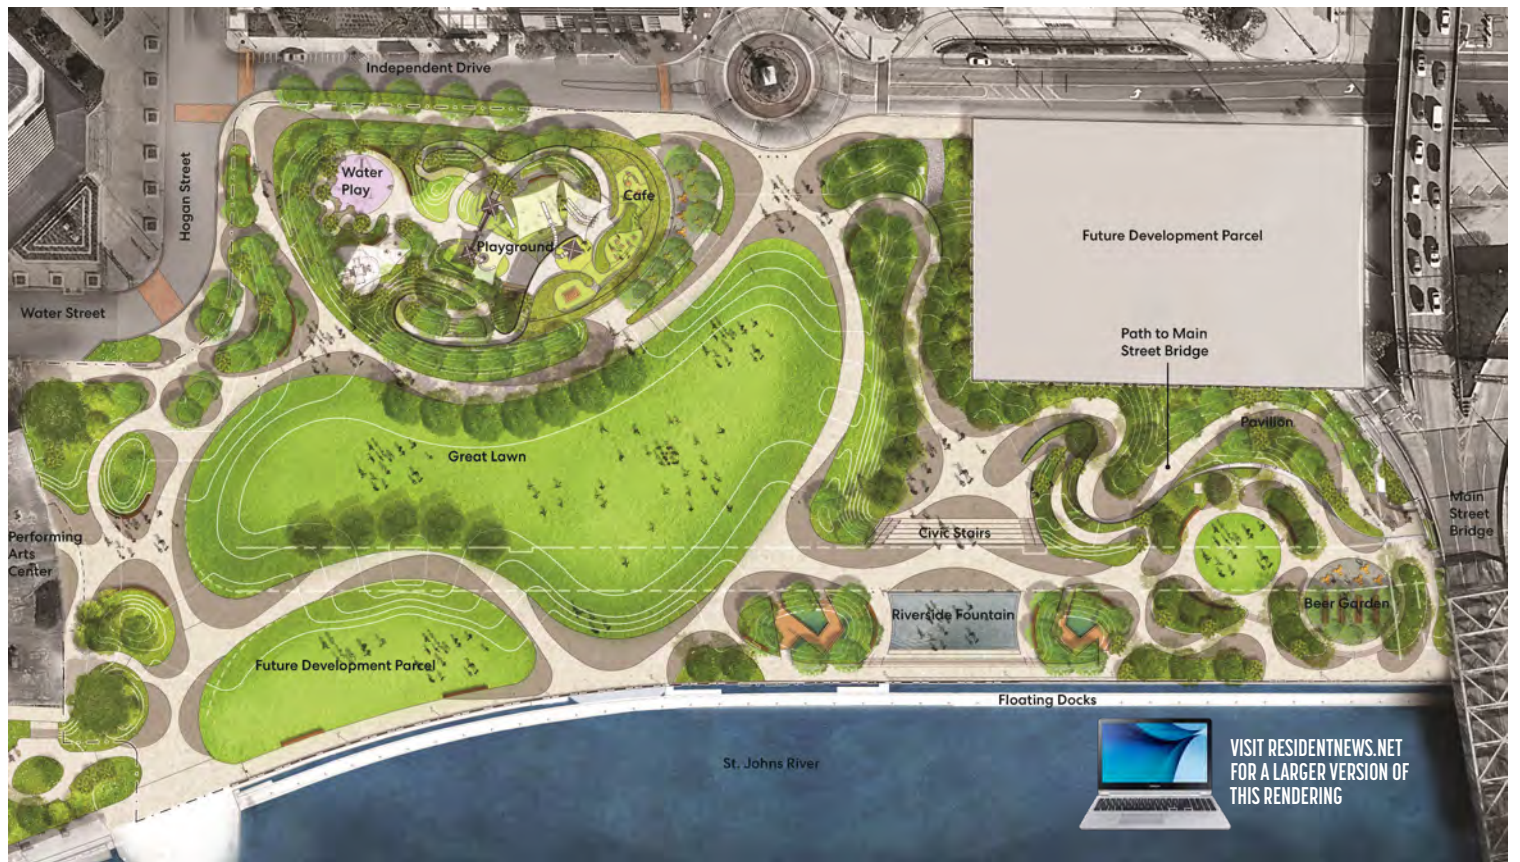 Independent Drive
Hogan Street
Water
Play
Cafe
Playground
Future Development Parcel
Water Street
Path to Main
Street Bridge
Pavilion
Great Lawn
Main
Street
Bridge
Performing
Arts
Center
Civic Stairs
Beer Garden
Riverside Fountain
Future Development Parcel
Floating Docks
St. Johns River
VISIT RESIDENTNEWS.NET
FOR A LARGER VERSION OF
THIS RENDERING